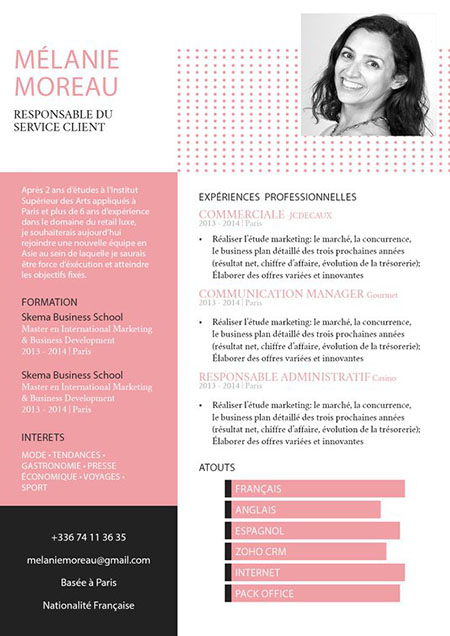 MÉLANIE
MOREAU
RESPONSABLE DU
SERVICE CLIENT
Après 2 ans d'études à l'Institut
Supérieur des Arts appliqués à
Paris et plus de 6 ans d'expérience
dans le domaine du retail luxe,
je souhaiterais aujourd'hui
rejoindre une nouvelle équipe en
Asie au sein de laquelle je saurais
être force d'éxécution et atteindre
les objectifs fixés.
FORMATION
Skema Business School
Master en International Marketing
& Business Development
2013 - 2014 | Paris
Skema Business School
Master en International Marketing
& Business Development
2013 - 2014 | Paris
INTERETS
MODE • TENDANCES •
GASTRONOMIE • PRESSE
ÉCONOMIQUE • VOYAGES •
SPORT
+336 74 11 36 35
melaniemoreau@gmail.com
Basée à Paris
Nationalité Française
EXPÉRIENCES PROFESSIONNELLES
COMMERCIALE JCDECAUX
2013 - 2014 | Paris
• Réaliser l'étude marketing: le marché, la concurrence,
le business plan détaillé des trois prochaines années
(résultat net, chiffre d'affaire, évolution de la trésorerie);
Élaborer des offres variées et innovantes
COMMUNICATION MANAGER Gourmet
2013 - 2014 | Paris
• Réaliser l'étude marketing: le marché, la concurrence,
le business plan détaillé des trois prochaines années
(résultat net, chiffre d'affaire, évolution de la trésorerie);
Élaborer des offres variées et innovantes
RESPONSABLE ADMINISTRATIF Casino
2013 - 2014 | Paris
• Réaliser l'étude marketing: le marché, la concurrence,
le business plan détaillé des trois prochaines années
(résultat net, chiffre d'affaire, évolution de la trésorerie);
Élaborer des offres variées et innovantes
ATOUTS
FRANÇAIS
ANGLAIS
ESPAGNOL
ZOHO CRM
INTERNET
PACK OFFICE